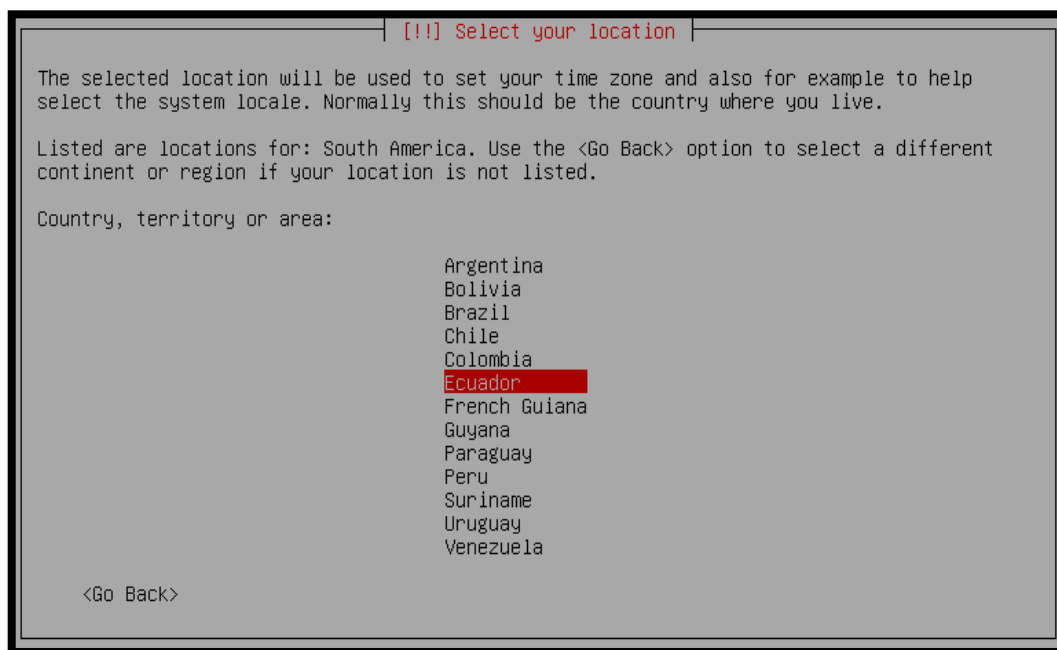 [!!] Select your location
The selected location will be used to set your time zone and also for example to help
select the system locale. Normally this should be the country where you live.
Listed are locations for: South America. Use the <Go Back> option to select a different
continent or region if your location is not listed.
Country, territory or area:
Argentina
Bolivia
Brazil
Chile
Colombia
Ecuador
French Guiana
Guyana
Paraguay
Peru
Suriname
Uruguay
Venezuela
<Go Back>